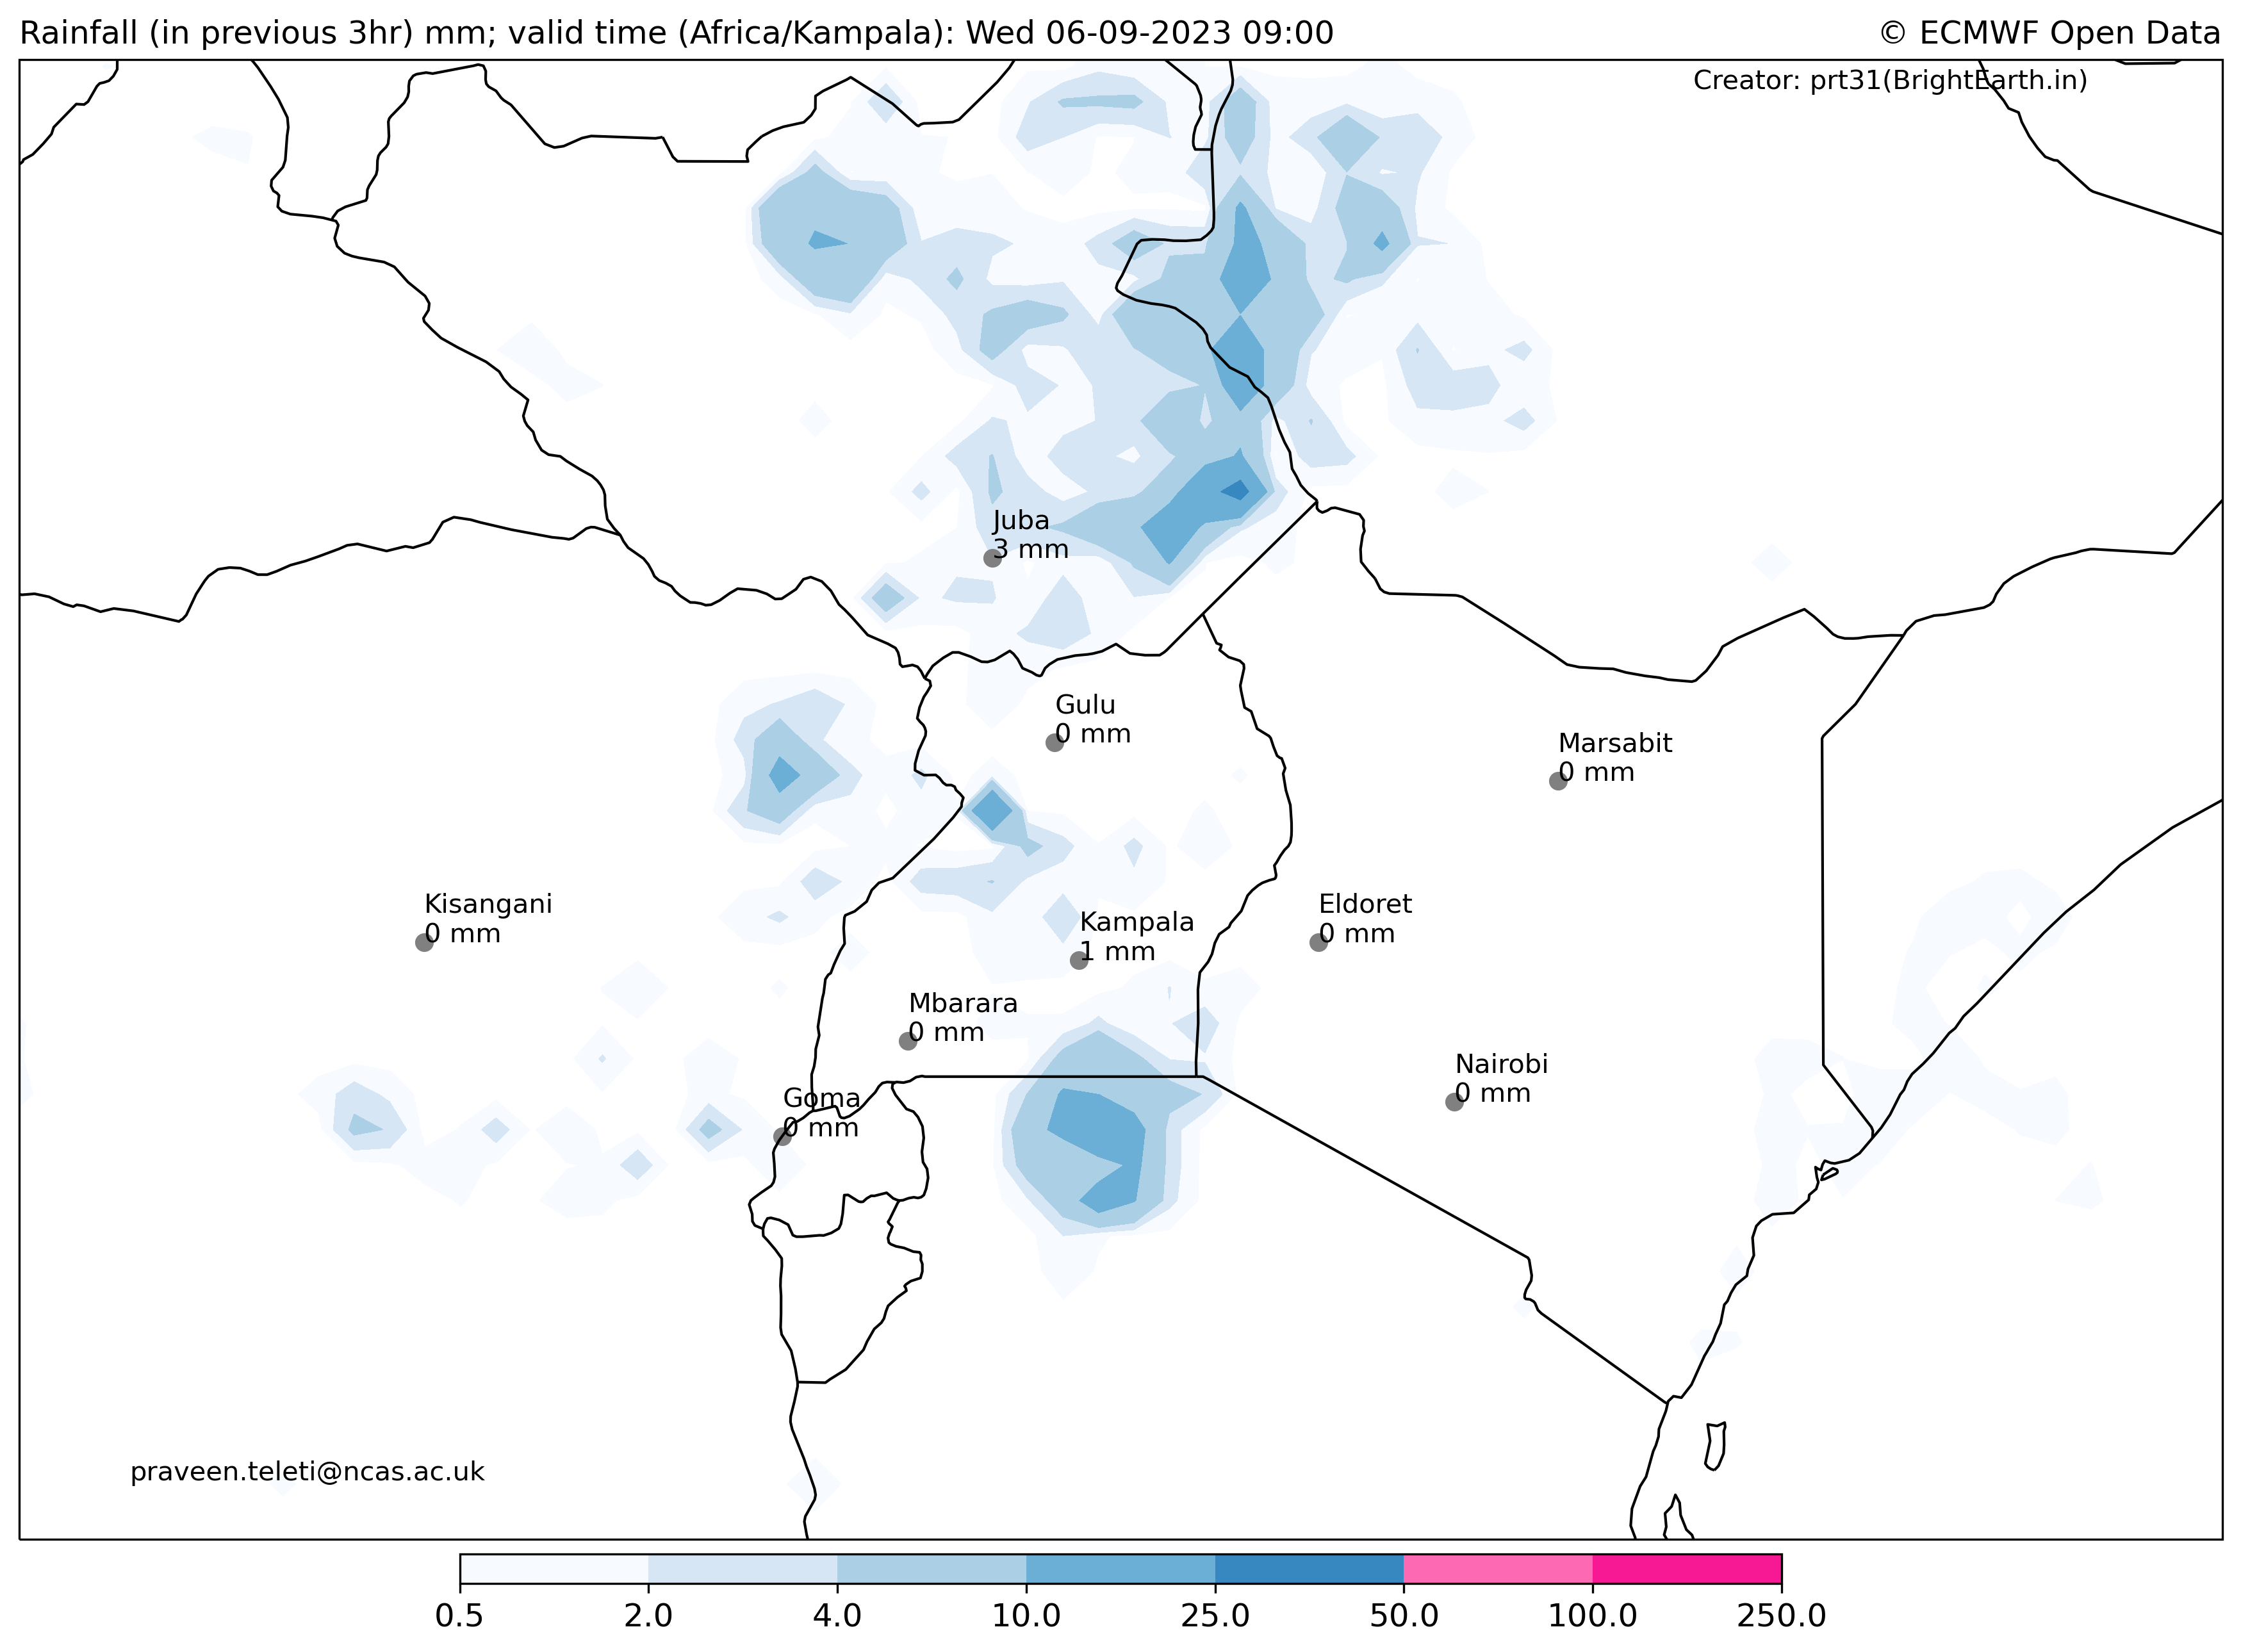 Rainfall (in previous 3hr) mm; valid time (Africa/Kampala): Wed 06-09-2023 09:00
© ECMWF Open Data
Creator: prt31(BrightEarth.in)
Juba
3 mm
Gulu
0 mm
Marsabit
0 mm
Kisangani
0 mm
Kampala
1 mm
Eldoret
0 mm
Mbarara
0 mm
Nairobi
0 mm
Goma
0 mm
praveen.teleti@ncas.ac.uk
0.5 2.0 4.0 10.0 25.0 50.0 100.0 250.0